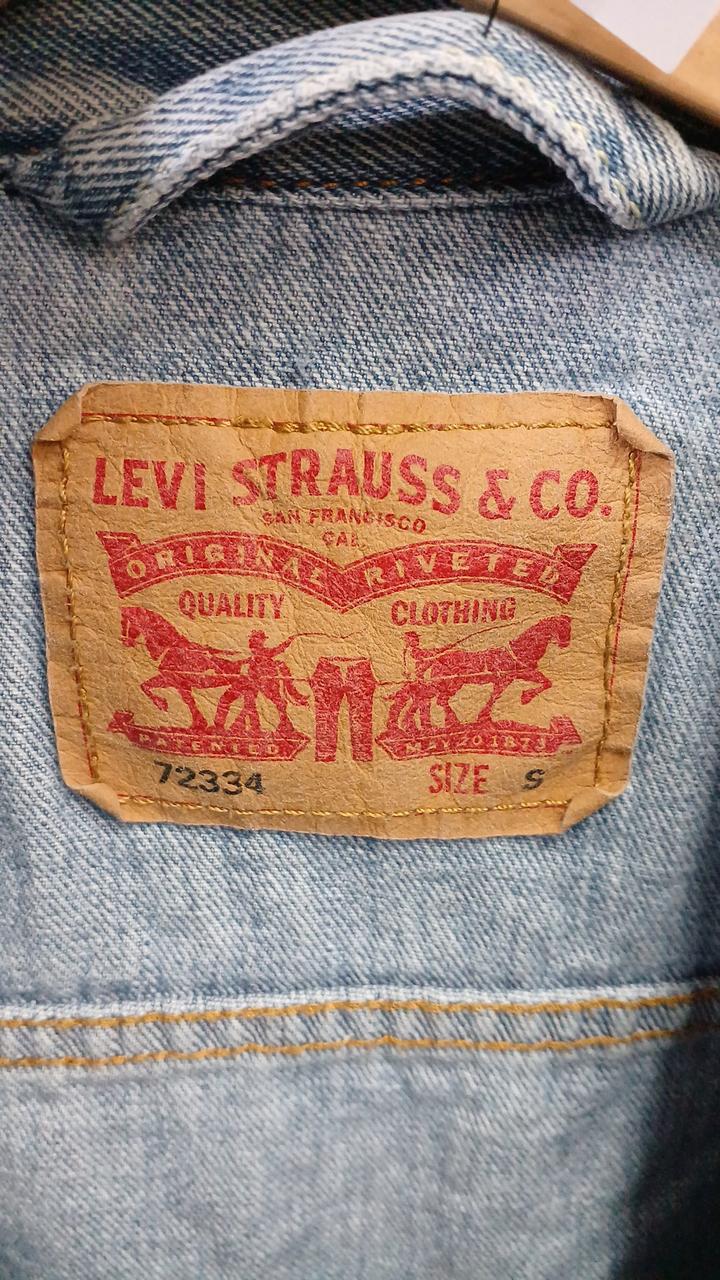 LEVI STRAUSS & CO.
SAN FRANCISCO
CAL.
ORIGINAL RIVETED
QUALITY CLOTHING
PATENTED MAY 20 1873
72334 SIZE S